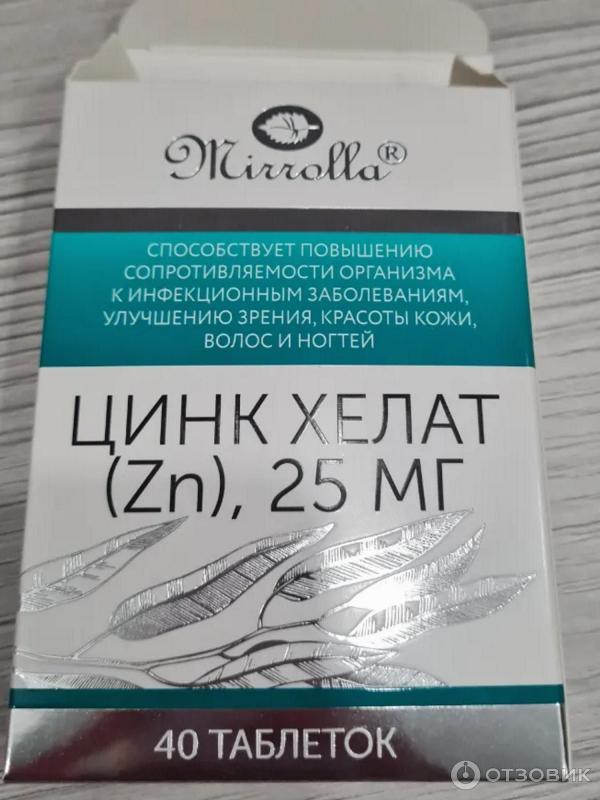 Mirrolla®
СПОСОБСТВУЕТ ПОВЫШЕНИЮ
СОПРОТИВЛЯЕМОСТИ ОРГАНИЗМА
К ИНФЕКЦИОННЫМ ЗАБОЛЕВАНИЯМ,
УЛУЧШЕНИЮ ЗРЕНИЯ, КРАСОТЫ КОЖИ,
ВОЛОС И НОГТЕЙ
ЦИНК ХЕЛАТ
(Zn), 25 МГ
40 ТАБЛЕТОК
ОТЗОВИК